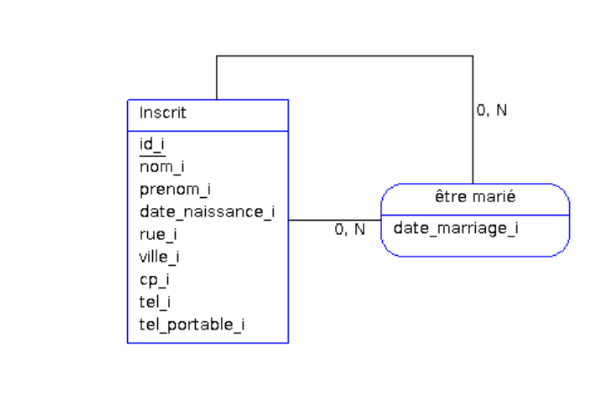 Inscrit
id_i
nom_i
prenom_i
date_naissance_i
rue_i
ville_i
cp_i
tel_i
tel_portable_i
0, N
0, N
être marié
date_marriage_i